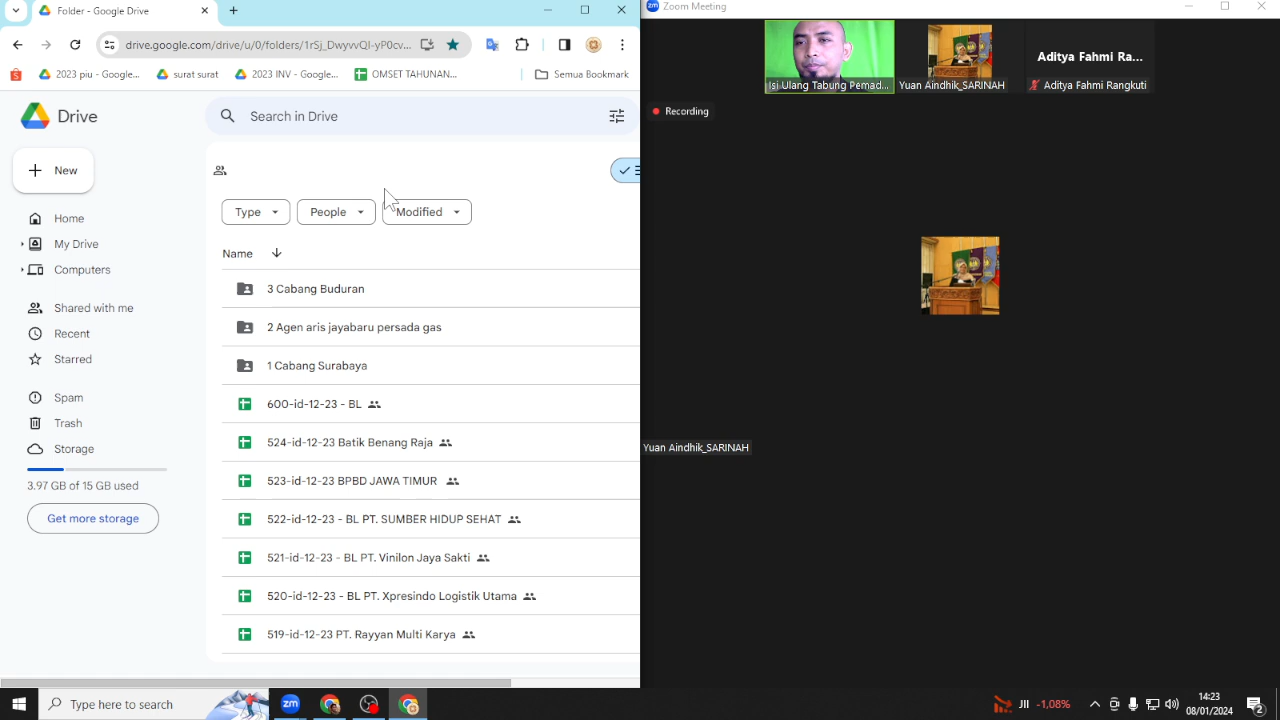 Folder - Google Drive
drive.google.com/drive/u/0/folders/1rSj_DwywvQI-yP0c...
2023 piu - Google...
surat surat
- Google...
OMSET TAHUNAN...
Semua Bookmark
Drive
Search in Drive
New
Home
My Drive
Computers
Shared with me
Recent
Starred
Spam
Trash
Storage
3.97 GB of 15 GB used
Get more storage
Type
People
Modified
Name
3 Cabang Buduran
2 Agen aris jayabaru persada gas
1 Cabang Surabaya
600-id-12-23 - BL
524-id-12-23 Batik Benang Raja
523-id-12-23 BPBD JAWA TIMUR
522-id-12-23 - BL PT. SUMBER HIDUP SEHAT
521-id-12-23 - BL PT. Vinilon Jaya Sakti
520-id-12-23 - BL PT. Xpresindo Logistik Utama
519-id-12-23 PT. Rayyan Multi Karya
zm Zoom Meeting
Isi Ulang Tabung Pemad...
Yuan Aindhik_SARINAH
Aditya Fahmi Ra...
Aditya Fahmi Rangkuti
Recording
Yuan Aindhik_SARINAH
Type here to search
zm
JII -1,08%
14:23
08/01/2024
2